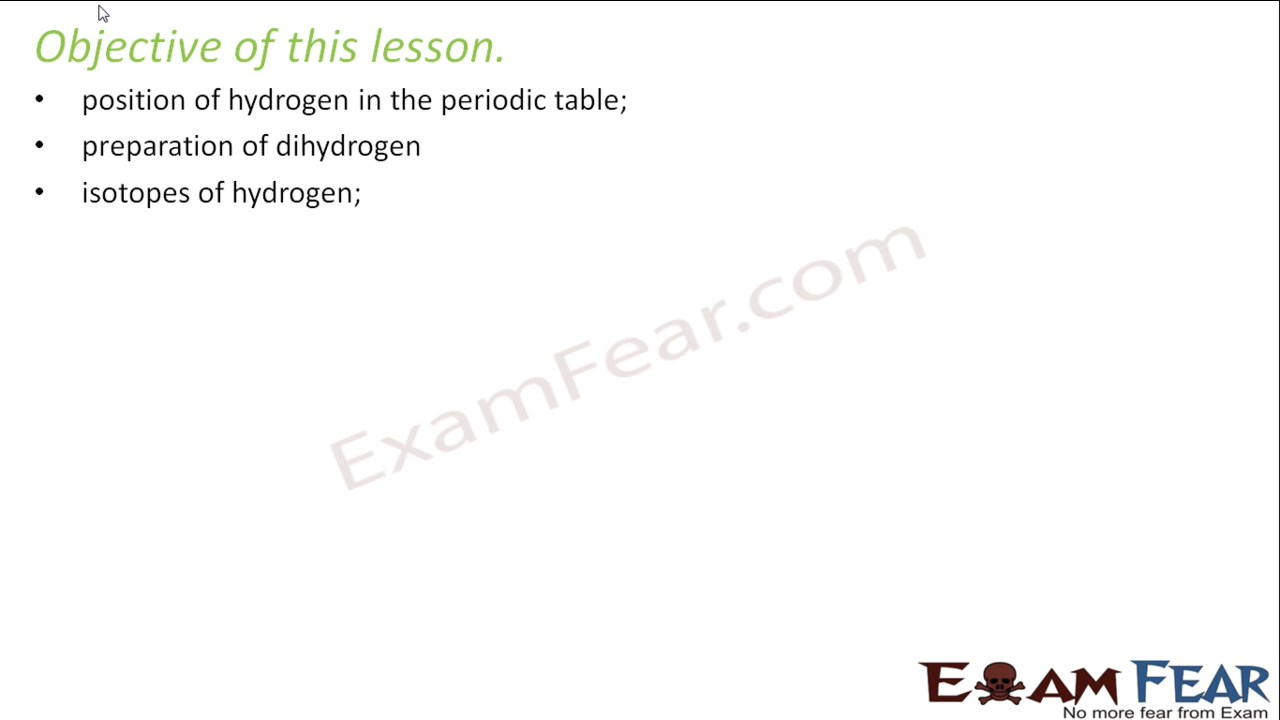 Objective of this lesson.
• position of hydrogen in the periodic table;
• preparation of dihydrogen
• isotopes of hydrogen;
ExamFear.com
EXAM FEAR
No more fear from Exam